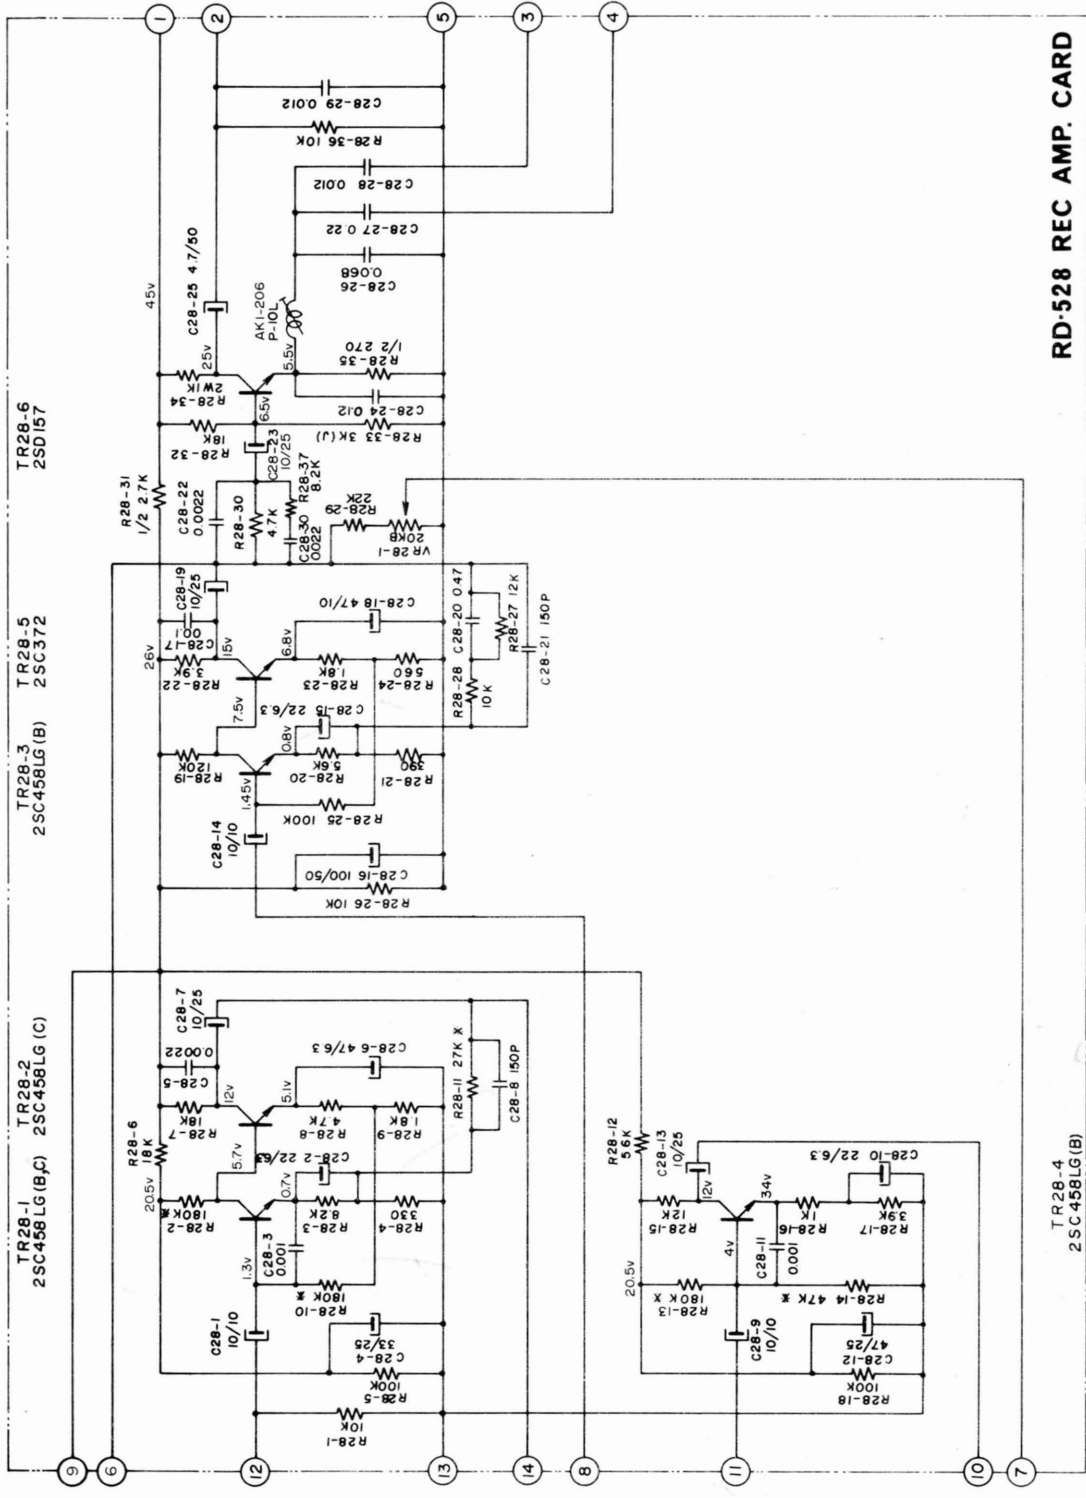 TR28-1
2SC458LG(B,C)
TR28-2
2SC458LG(C)
TR28-3
2SC458LG(B)
TR28-5
2SC372
TR28-6
2SD157
9
6
12
13
14
8
11
10
7
1
2
5
3
4
R28-1
10K
C28-1
10/10
R28-5
100K
C28-4
33/25
R28-10
180K *
C28-3
0.001
1.3V
20.5V
R28-2
180K*
R28-6
18K
5.7V
0.7V
R28-3
8.2K
C28-2 22/6.3
R28-4
330
R28-7
18K
C28-5
0.0022
C28-7
10/25
12V
5.1V
R28-8
4.7K
R28-9
1.8K
C28-6 47/6.3
R28-11 27K X
C28-8 150P
R28-26 10K
C28-16 100/50
C28-14
10/10
R28-25 100K
1.45V
R28-19
120K
0.8V
R28-20
5.6K
C28-15 22/6.3
R28-21
390
7.5V
26V
R28-22
3.9K
C28-17
00.1
C28-19
10/25
15V
6.8V
R28-23
1.8K
R28-24
560
C28-18 47/10
R28-28
10K
C28-20 0.47
R28-27 12K
C28-21 150P
R28-31
1/2 2.7K
C28-22
0.0022
R28-30
4.7K
C28-30
0.022
R28-37
8.2K
C28-23
10/25
R28-29
22K
VR28-1
20KB
R28-32
18K
R28-33 3K(J)
6.5V
R28-34
2W1K
25V
45V
C28-25 4.7/50
5.5V
AK1-206
P-10L
C28-24 0.12
R28-35
1/2 270
C28-26
0.068
C28-27 0.22
C28-28 0.012
R28-36 10K
C28-29 0.012
R28-12
5.6K
C28-13
10/25
20.5V
R28-15
12K
12V
R28-13
180K X
4V
34V
C28-11
0.001
R28-16
1K
C28-10 22/6.3
R28-17
3.9K
R28-14 47K *
C28-9
10/10
C28-12
47/25
R28-18
100K
TR28-4
2SC458LG(B)
RD-528 REC AMP. CARD